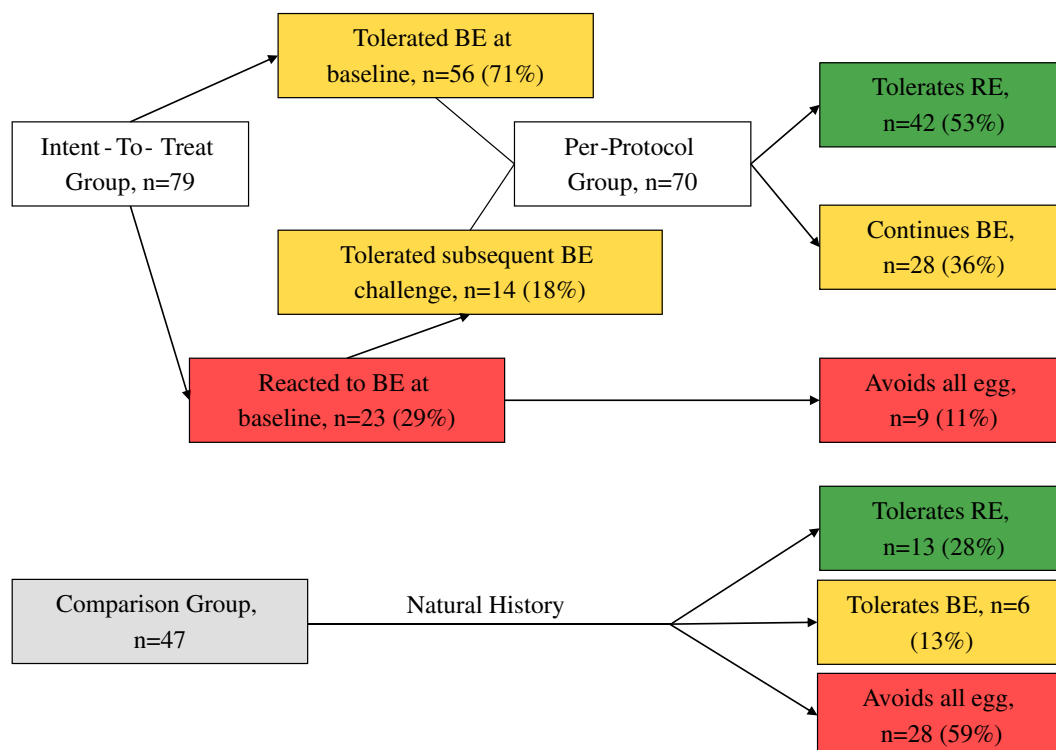 Tolerated BE at
baseline, n=56 (71%)
Intent-To-Treat
Group, n=79
Per-Protocol
Group, n=70
Tolerates RE,
n=42 (53%)
Continues BE,
n=28 (36%)
Tolerated subsequent BE
challenge, n=14 (18%)
Reacted to BE at
baseline, n=23 (29%)
Avoids all egg,
n=9 (11%)
Comparison Group,
n=47
Natural History
Tolerates RE,
n=13 (28%)
Tolerates BE, n=6
(13%)
Avoids all egg,
n=28 (59%)